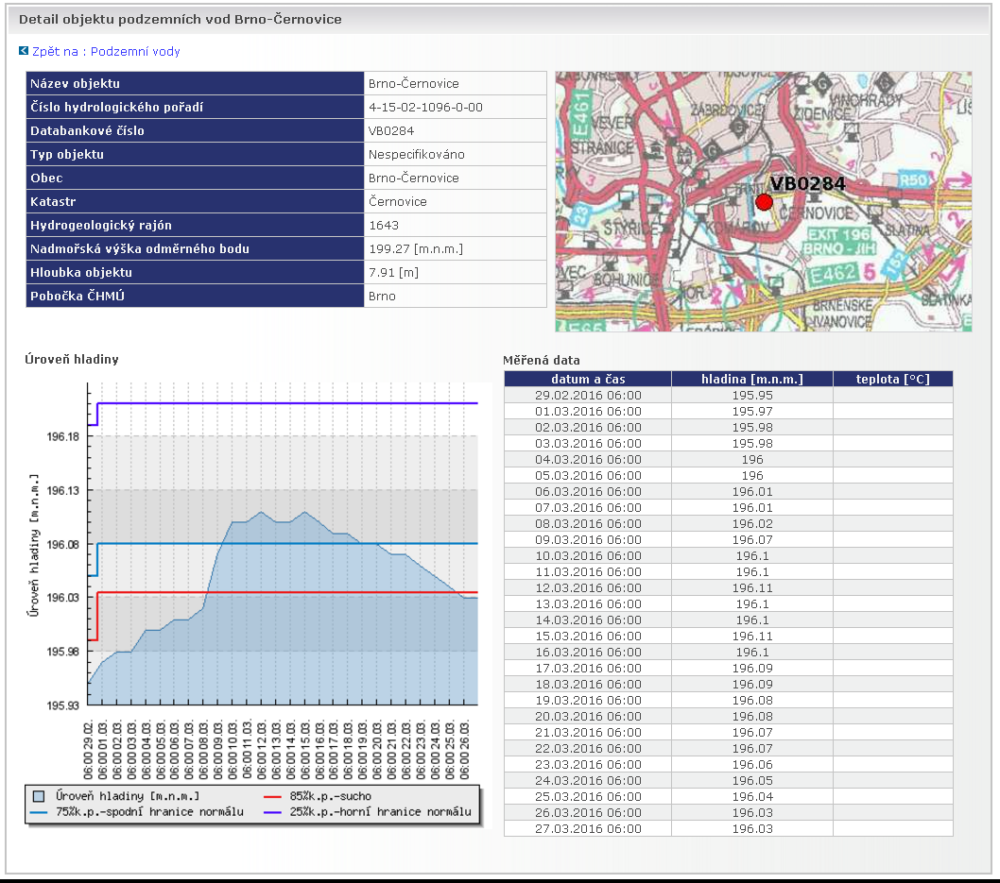 Detail objektu podzemních vod Brno-Černovice
Zpět na : Podzemní vody
Název objektu Brno-Černovice
Číslo hydrologického pořadí 4-15-02-1096-0-00
Databankové číslo VB0284
Typ objektu Nespecifikováno
Obec Brno-Černovice
Katastr Černovice
Hydrogeologický rajón 1643
Nadmořská výška odměrného bodu 199.27 [m.n.m.]
Hloubka objektu 7.91 [m]
Pobočka ČHMÚ Brno
E461
ZÁBRDOVICE
VINOHRADY
ŽIDENICE
VEVEŘÍ
STRÁNICE
VB0284
R50
23
ČERNOVICE
ŠTÝŘICE
KOMÁROV
SLATINA
EXIT 196
BRNO - JIH
E462 5
152
BOHUNICE
BRNĚNSKÉ
IVANOVICE
E461
Úroveň hladiny
Úroveň hladiny [m.n.m.]
196.18
196.13
196.08
196.03
195.98
195.93
06:00 29.02.
06:00 01.03.
06:00 02.03.
06:00 03.03.
06:00 04.03.
06:00 05.03.
06:00 06.03.
06:00 07.03.
06:00 08.03.
06:00 09.03.
06:00 10.03.
06:00 11.03.
06:00 12.03.
06:00 13.03.
06:00 14.03.
06:00 15.03.
06:00 16.03.
06:00 17.03.
06:00 18.03.
06:00 19.03.
06:00 20.03.
06:00 21.03.
06:00 22.03.
06:00 23.03.
06:00 24.03.
06:00 25.03.
06:00 26.03.
Úroveň hladiny [m.n.m.] 85%k.p.-sucho
75%k.p.-spodní hranice normálu 25%k.p.-horní hranice normálu
Měřená data
datum a čas hladina [m.n.m.] teplota [°C]
29.02.2016 06:00 195.95
01.03.2016 06:00 195.97
02.03.2016 06:00 195.98
03.03.2016 06:00 195.98
04.03.2016 06:00 196
05.03.2016 06:00 196
06.03.2016 06:00 196.01
07.03.2016 06:00 196.01
08.03.2016 06:00 196.02
09.03.2016 06:00 196.07
10.03.2016 06:00 196.1
11.03.2016 06:00 196.1
12.03.2016 06:00 196.11
13.03.2016 06:00 196.1
14.03.2016 06:00 196.1
15.03.2016 06:00 196.11
16.03.2016 06:00 196.1
17.03.2016 06:00 196.09
18.03.2016 06:00 196.09
19.03.2016 06:00 196.08
20.03.2016 06:00 196.08
21.03.2016 06:00 196.07
22.03.2016 06:00 196.07
23.03.2016 06:00 196.06
24.03.2016 06:00 196.05
25.03.2016 06:00 196.04
26.03.2016 06:00 196.03
27.03.2016 06:00 196.03